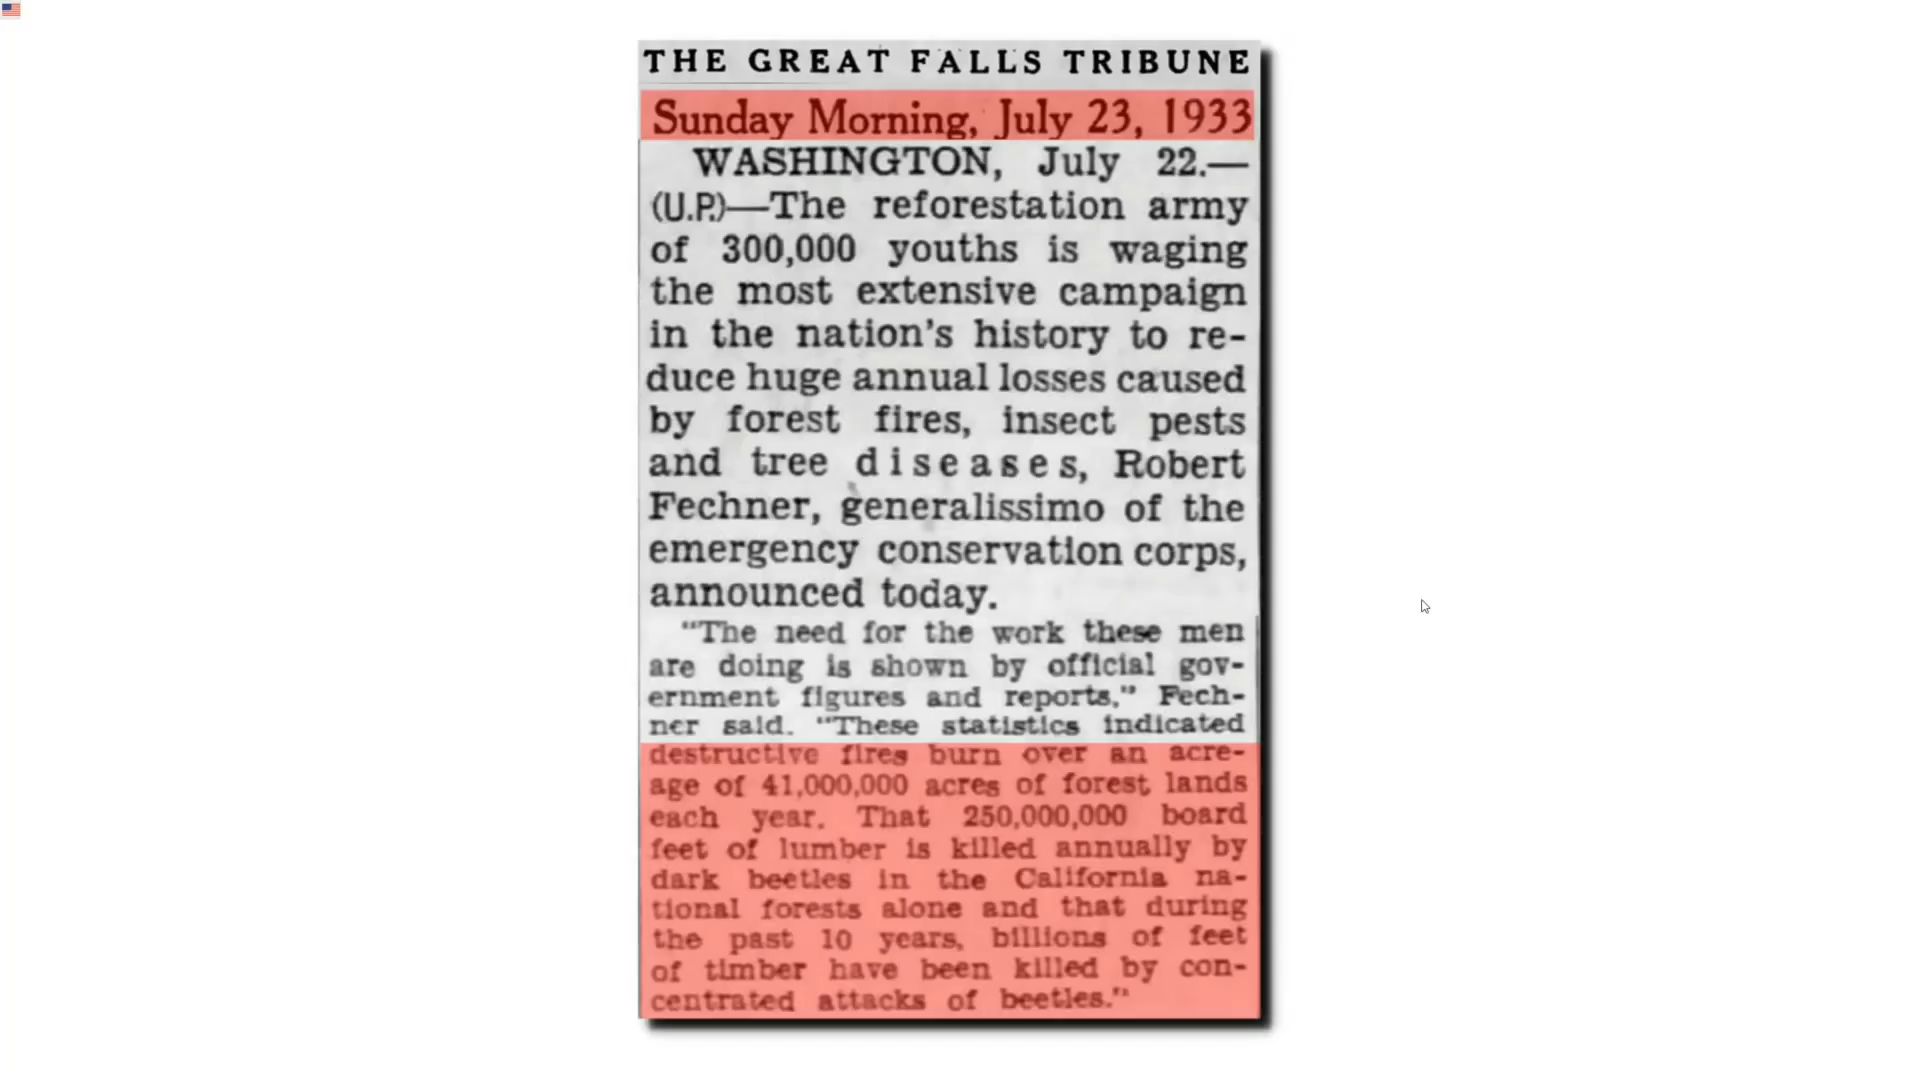 THE GREAT FALLS TRIBUNE
Sunday Morning, July 23, 1933
WASHINGTON, July 22.—
(U.P.)—The reforestation army
of 300,000 youths is waging
the most extensive campaign
in the nation's history to re-
duce huge annual losses caused
by forest fires, insect pests
and tree diseases, Robert
Fechner, generalissimo of the
emergency conservation corps,
announced today.
"The need for the work these men
are doing is shown by official gov-
ernment figures and reports," Fech-
ner said. "These statistics indicated
destructive fires burn over an acre-
age of 41,000,000 acres of forest lands
each year. That 250,000,000 board
feet of lumber is killed annually by
dark beetles in the California na-
tional forests alone and that during
the past 10 years, billions of feet
of timber have been killed by con-
centrated attacks of beetles."